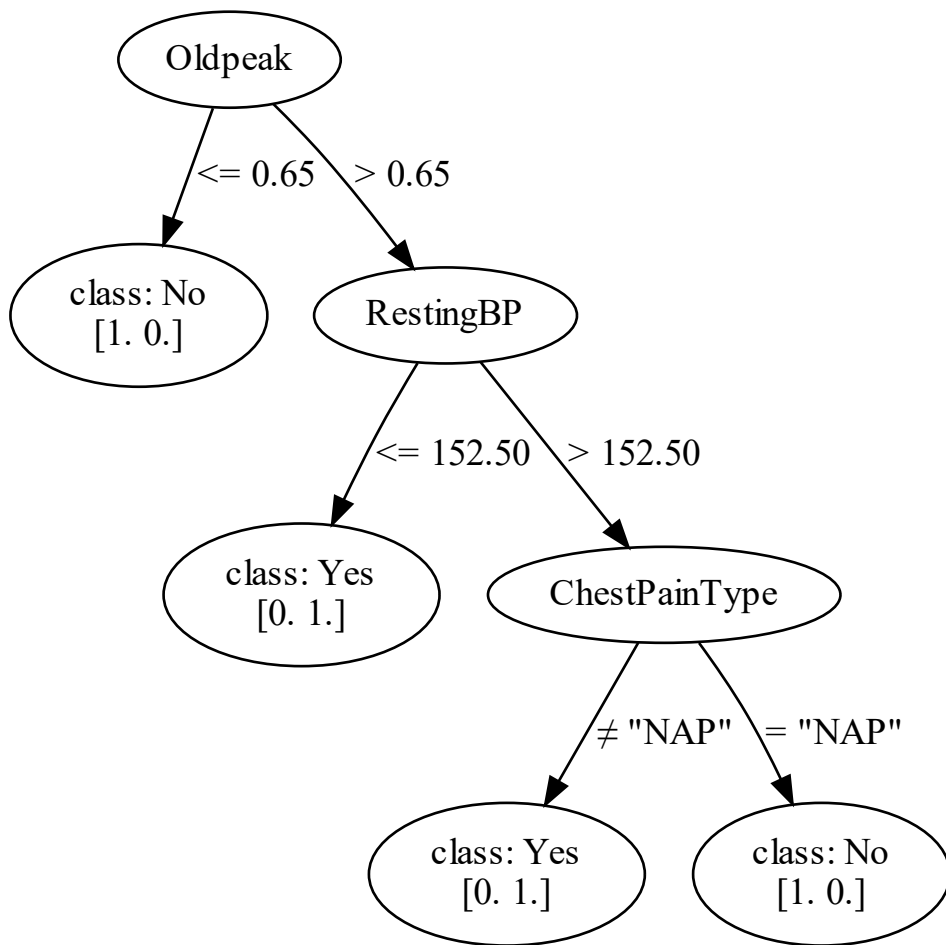 Oldpeak
<= 0.65
> 0.65
class: No
[1. 0.]
RestingBP
<= 152.50
> 152.50
class: Yes
[0. 1.]
ChestPainType
≠ "NAP"
= "NAP"
class: Yes
[0. 1.]
class: No
[1. 0.]